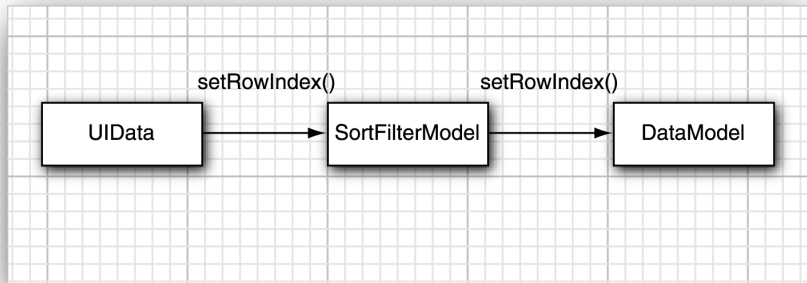 setRowIndex()
setRowIndex()
UIData
SortFilterModel
DataModel